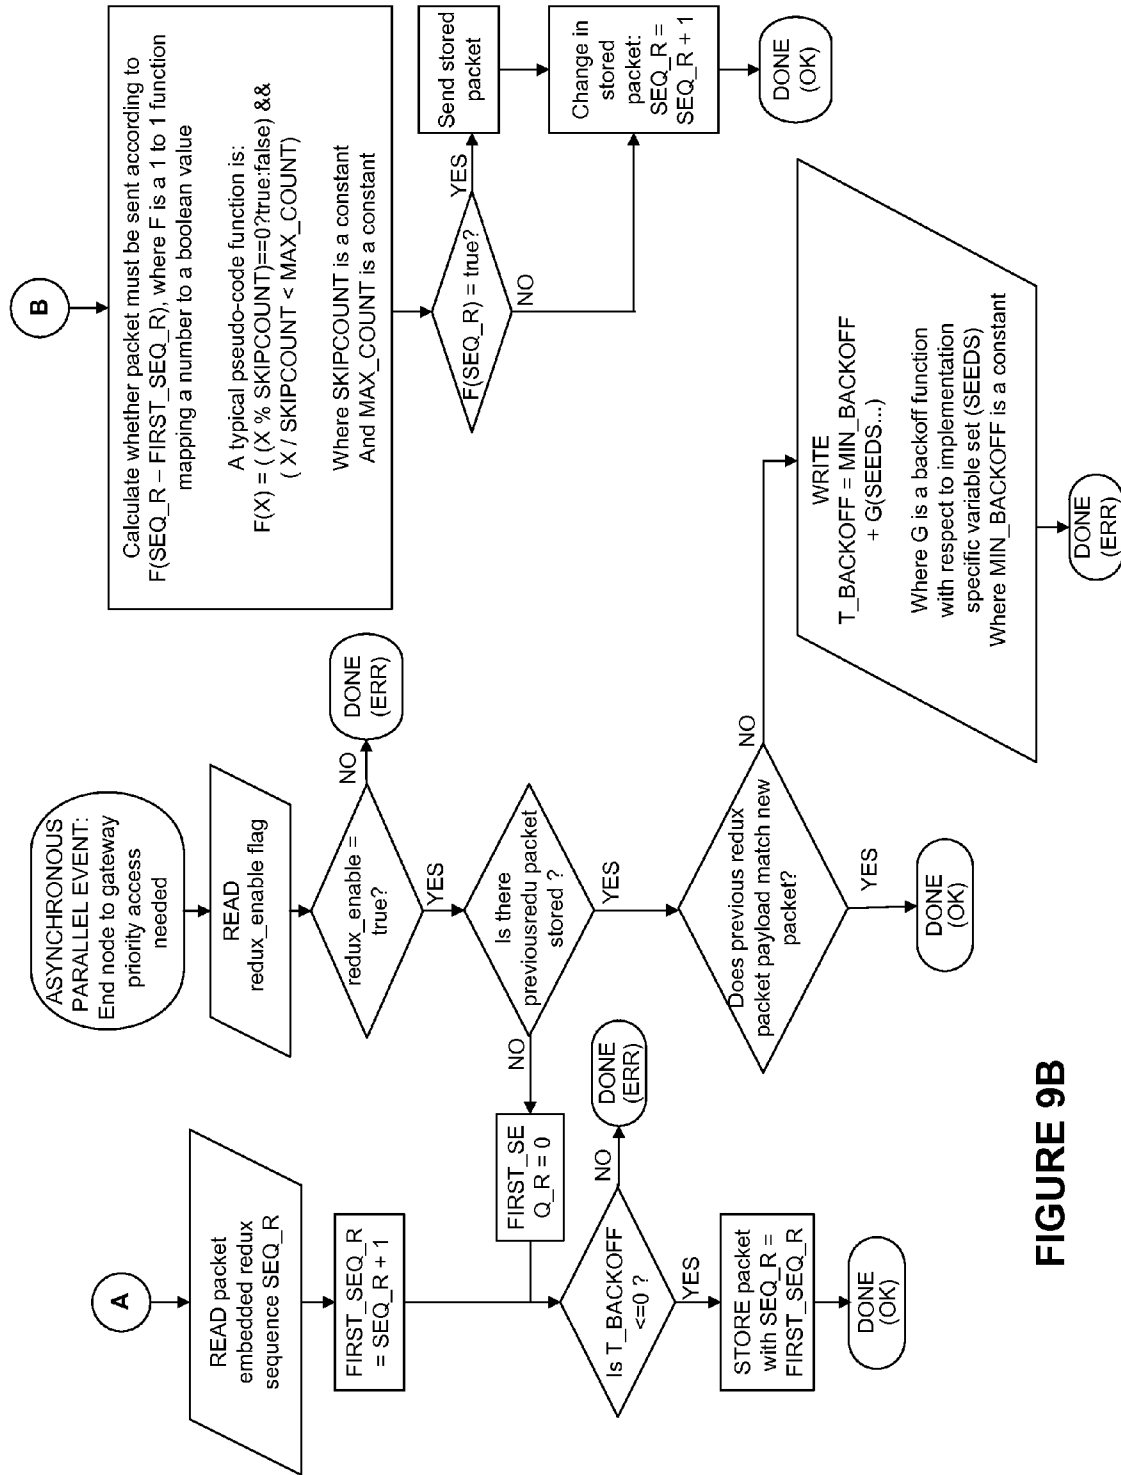 A
READ packet
embedded redux
sequence SEQ_R
FIRST_SEQ_R
= SEQ_R + 1
Is T_BACKOFF
<=0 ?
NO
DONE
(ERR)
YES
STORE packet
with SEQ_R =
FIRST_SEQ_R
DONE
(OK)
ASYNCHRONOUS
PARALLEL EVENT:
End node to gateway
priority access
needed
READ
redux_enable flag
redux_enable =
true?
NO
DONE
(ERR)
YES
Is there
previousredu packet
stored ?
NO
FIRST_SE
Q_R = 0
YES
Does previous redux
packet payload match new
packet?
YES
DONE
(OK)
NO
WRITE
T_BACKOFF = MIN_BACKOFF
+ G(SEEDS...)
Where G is a backoff function
with respect to implementation
specific variable set (SEEDS)
Where MIN_BACKOFF is a constant
DONE
(ERR)
B
Calculate whether packet must be sent according to
F(SEQ_R – FIRST_SEQ_R), where F is a 1 to 1 function
mapping a number to a boolean value
A typical pseudo-code function is:
F(X) = ( (X % SKIPCOUNT)==0?true:false) &&
( X / SKIPCOUNT < MAX_COUNT)
Where SKIPCOUNT is a constant
And MAX_COUNT is a constant
F(SEQ_R) = true?
YES
Send stored
packet
NO
Change in
stored
packet:
SEQ_R =
SEQ_R + 1
DONE
(OK)
FIGURE 9B